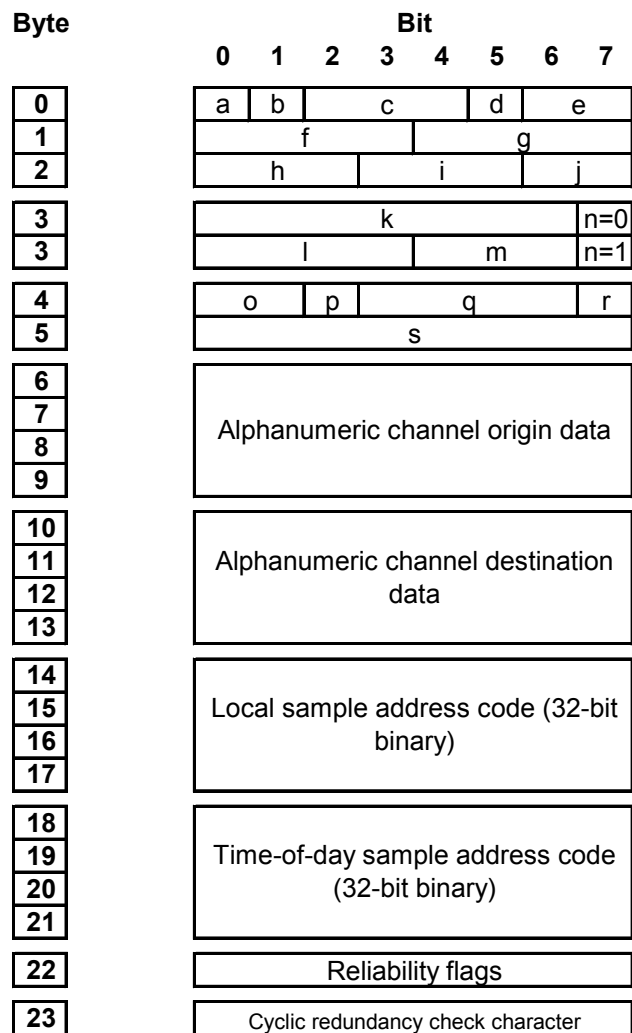 Byte Bit
0 1 2 3 4 5 6 7
0 a b c d e
1 f g
2 h i j
3 k n=0
3 l m n=1
4 o p q r
5 s
6
7
Alphanumeric channel origin data
8
9
10
11
Alphanumeric channel destination
data
12
13
14
15
Local sample address code (32-bit
binary)
16
17
18
19
Time-of-day sample address code
(32-bit binary)
20
21
22 Reliability flags
23 Cyclic redundancy check character